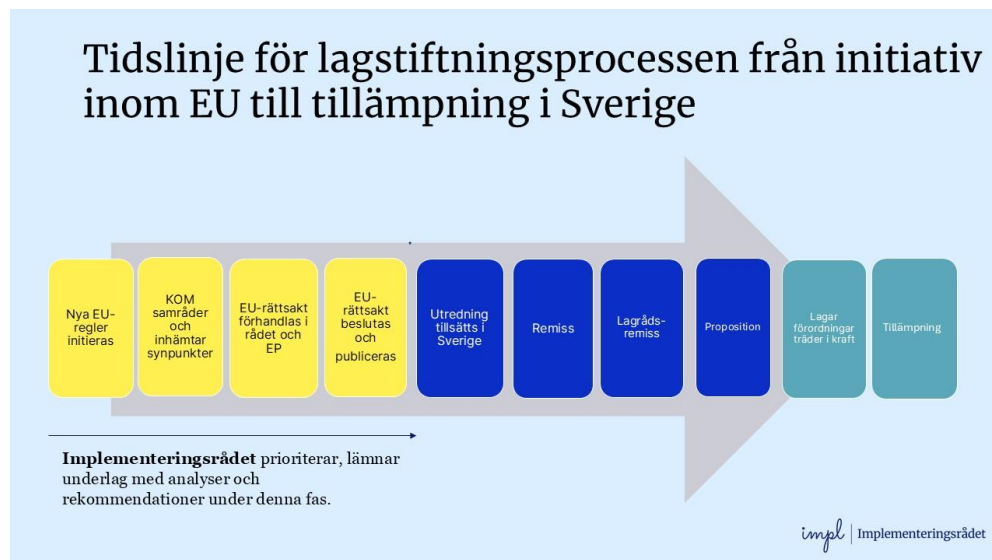 Tidslinje för lagstiftningsprocessen från initiativ
inom EU till tillämpning i Sverige
Nya EU-
regler
initieras
KOM
samråder
och
inhämtar
synpunkter
EU-rättsakt
förhandlas i
rådet och
EP
EU-
rättsakt
beslutas
och
publiceras
Utredning
tillsätts i
Sverige
Remiss
Lagråds-
remiss
Proposition
Lagar
förordningar
träder i kraft
Tillämpning
Implementeringsrådet prioriterar, lämnar
underlag med analyser och
rekommendationer under denna fas.
impl | Implementeringsrådet